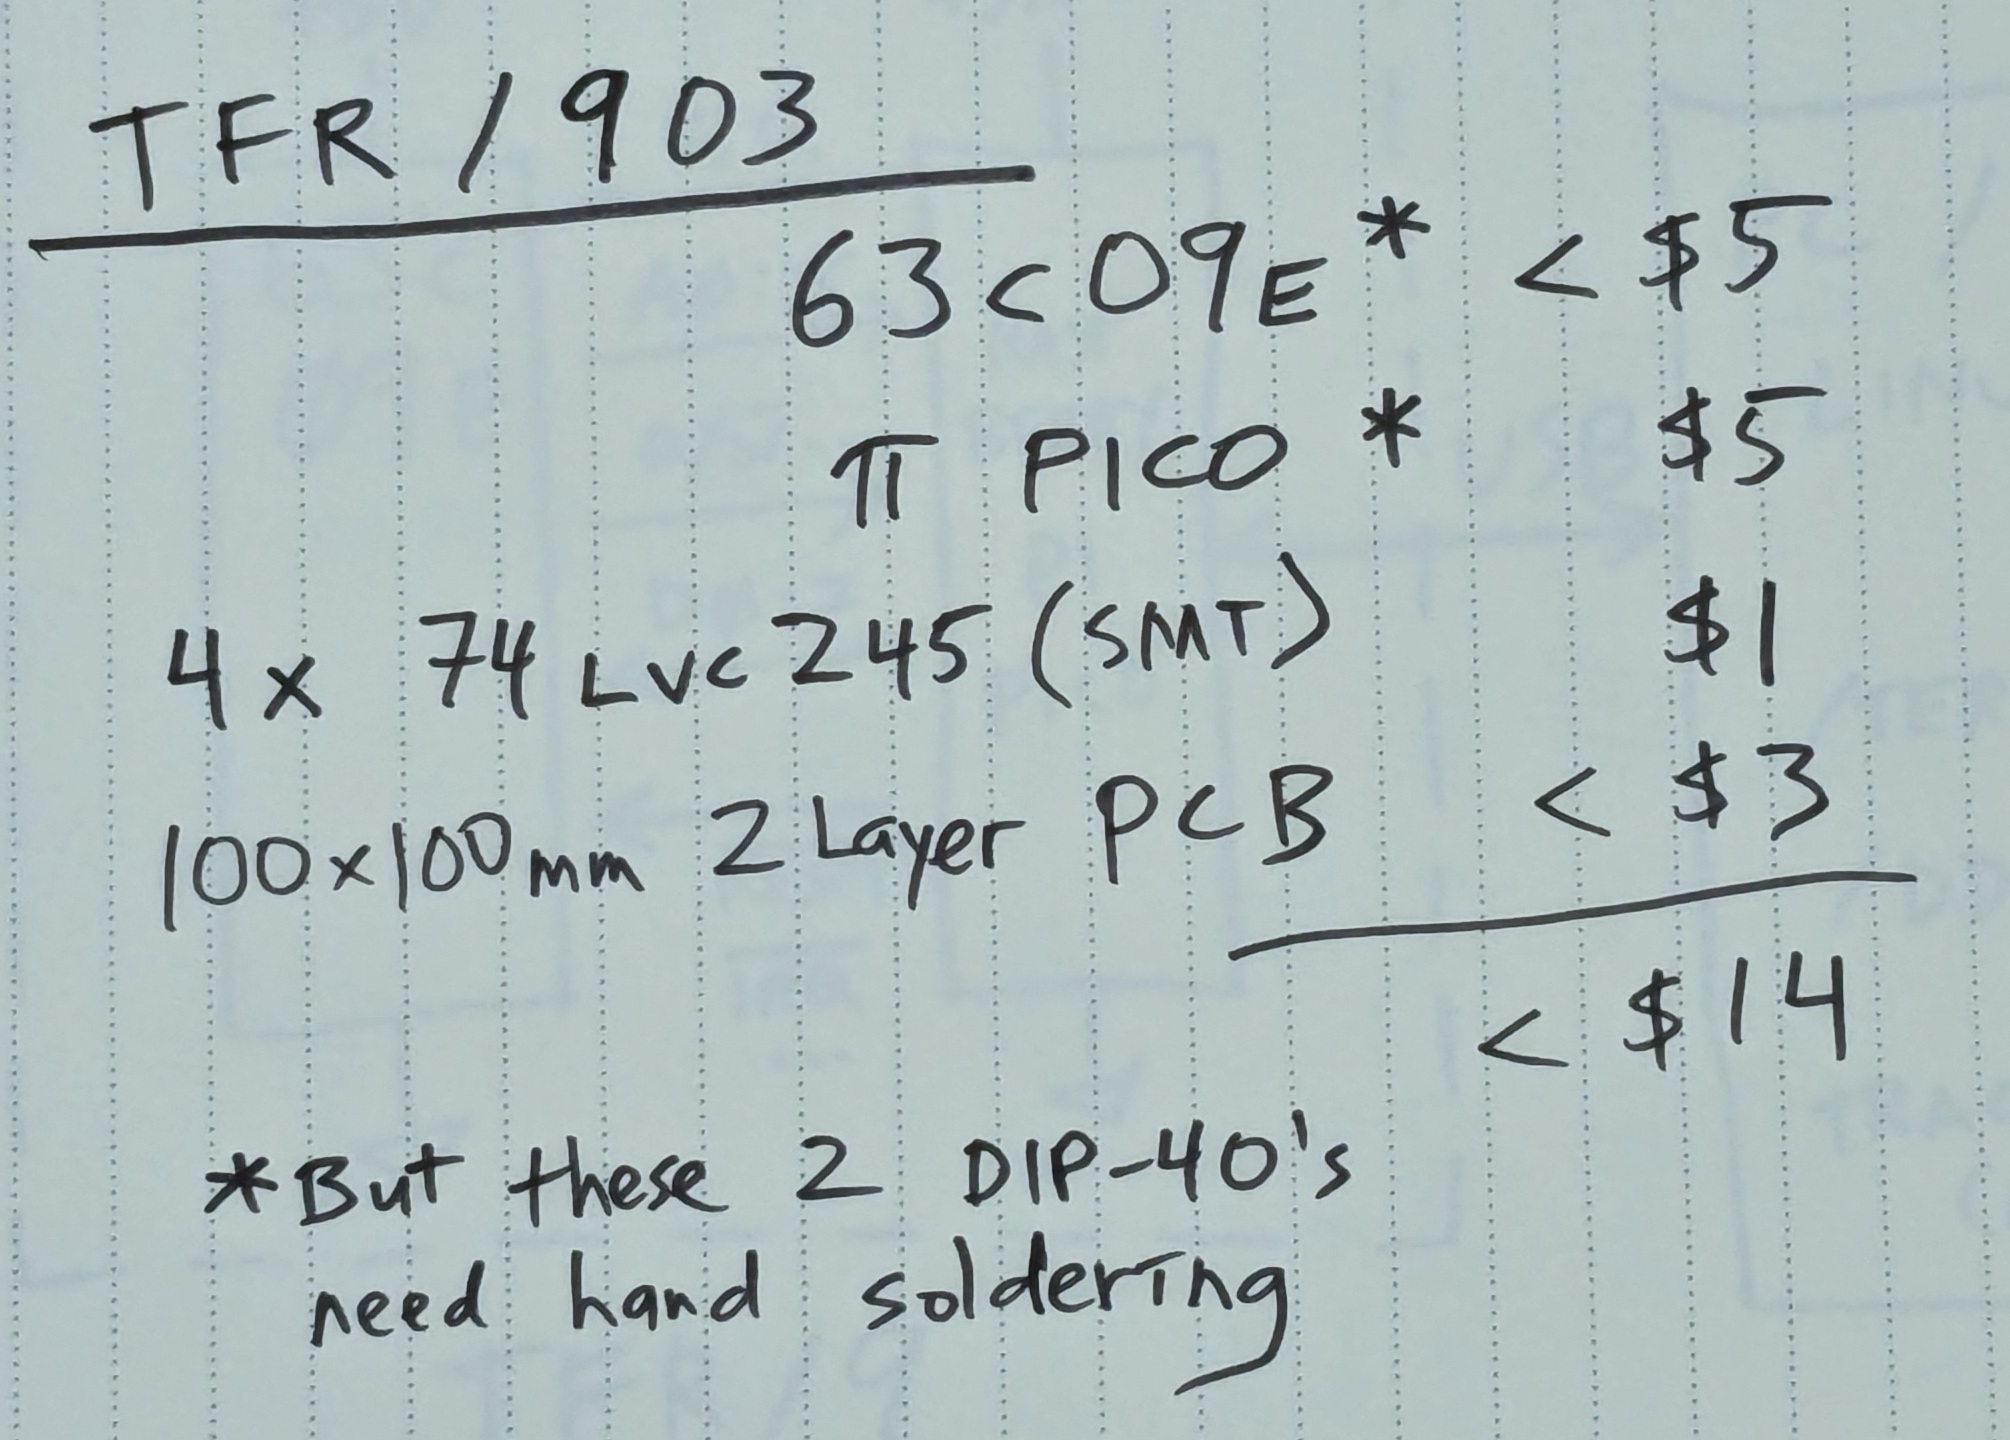 TFR / 903
63C09E* < $5
π PICO * $5
4x 74LVC245 (SMT) $1
100x100mm 2 Layer PCB < $3
< $14
*But these 2 DIP-40's
need hand soldering